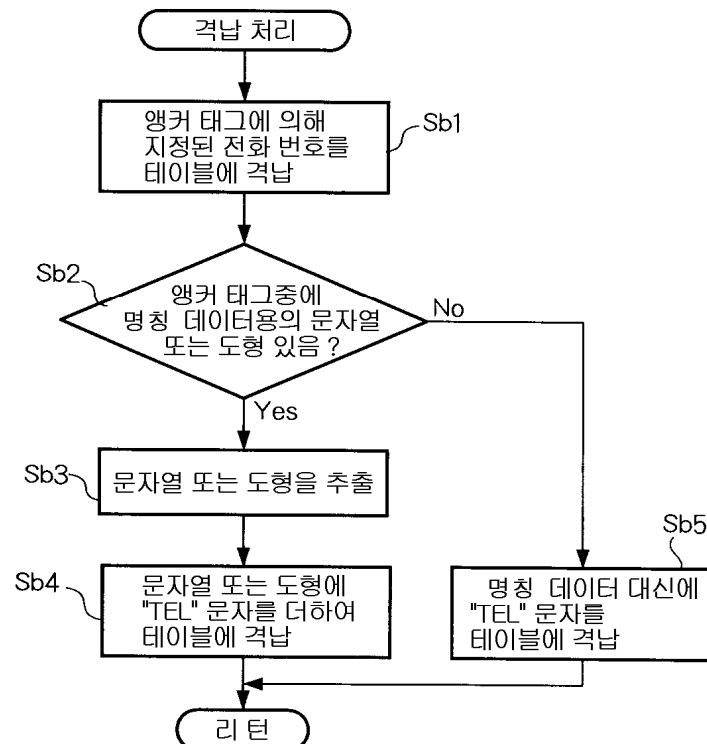 격납 처리
앵커 태그에 의해
지정된 전화 번호를
테이블에 격납
Sb1
Sb2
앵커 태그중에
명칭 데이터용의 문자열
또는 도형 있음 ?
No
Yes
Sb3
문자열 또는 도형을 추출
Sb4
문자열 또는 도형에
"TEL" 문자를 더하여
테이블에 격납
Sb5
명칭 데이터 대신에
"TEL" 문자를
테이블에 격납
리 턴